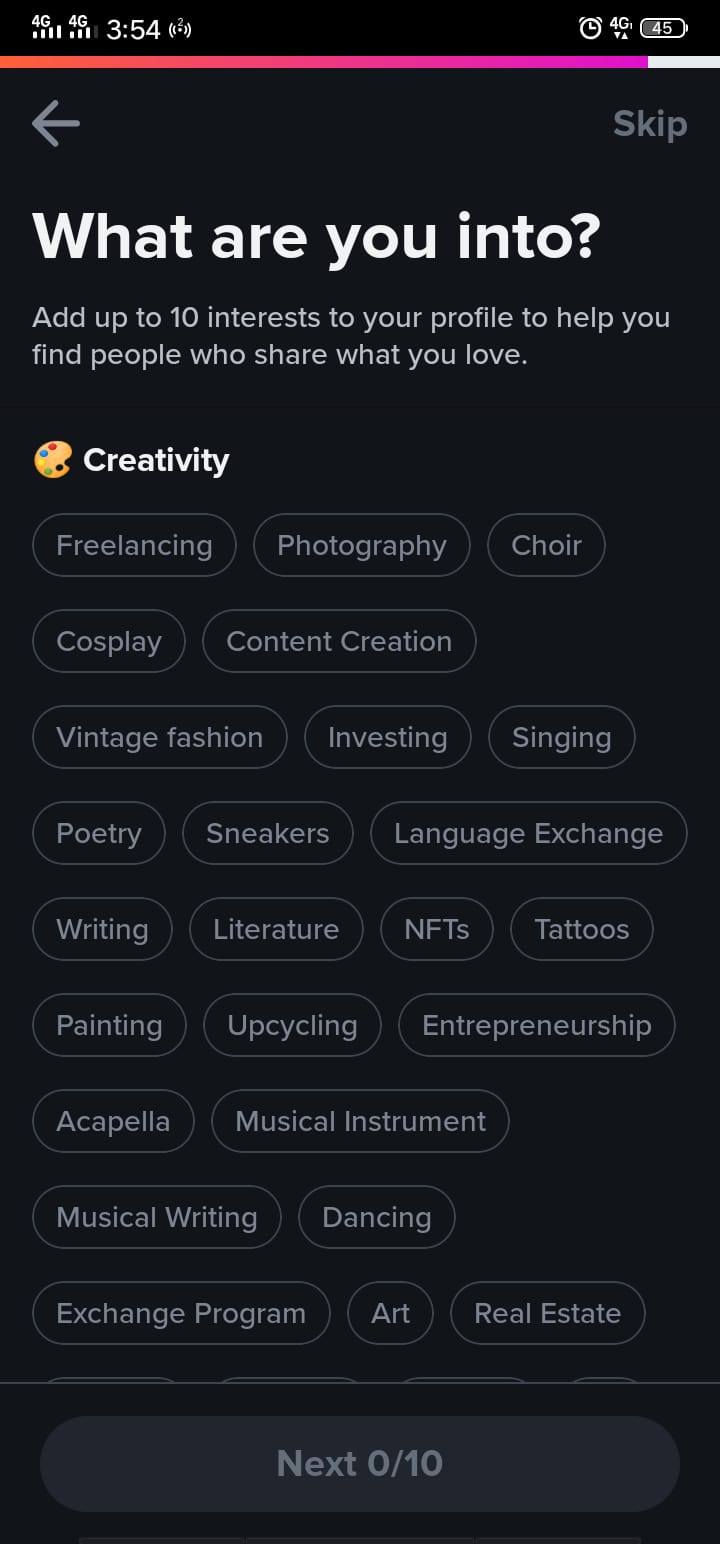 4G 4G 3:54 2 4G 45
Skip
What are you into?
Add up to 10 interests to your profile to help you
find people who share what you love.
Creativity
Freelancing Photography Choir
Cosplay Content Creation
Vintage fashion Investing Singing
Poetry Sneakers Language Exchange
Writing Literature NFTs Tattoos
Painting Upcycling Entrepreneurship
Acapella Musical Instrument
Musical Writing Dancing
Exchange Program Art Real Estate
Next 0/10